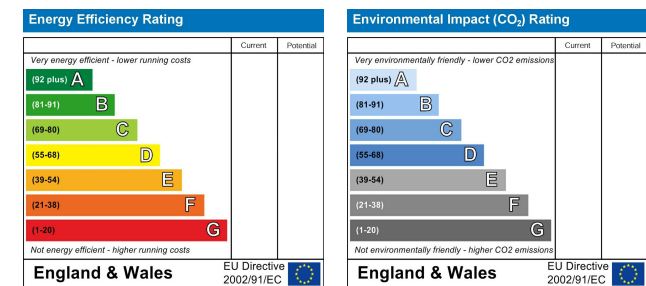 Energy Efficiency Rating
Current Potential
Very energy efficient - lower running costs
(92 plus) A
(81-91) B
(69-80) C
(55-68) D
(39-54) E
(21-38) F
(1-20) G
Not energy efficient - higher running costs
England & Wales
EU Directive
2002/91/EC
Environmental Impact (CO₂) Rating
Current Potential
Very environmentally friendly - lower CO2 emissions
(92 plus) A
(81-91) B
(69-80) C
(55-68) D
(39-54) E
(21-38) F
(1-20) G
Not environmentally friendly - higher CO2 emissions
England & Wales
EU Directive
2002/91/EC